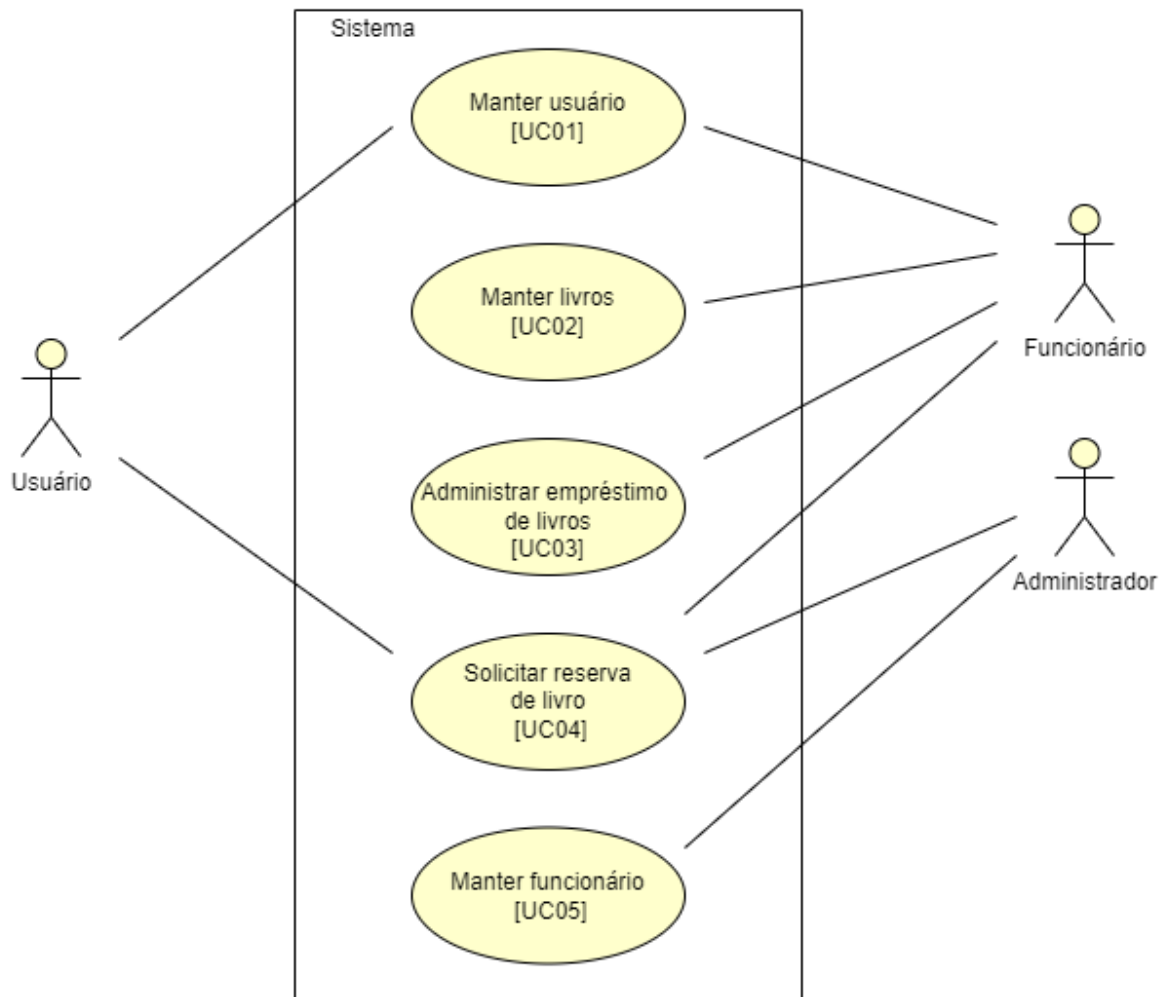 Sistema
Manter usuário
[UC01]
Manter livros
[UC02]
Funcionário
Usuário
Administrar empréstimo
de livros
[UC03]
Administrador
Solicitar reserva
de livro
[UC04]
Manter funcionário
[UC05]